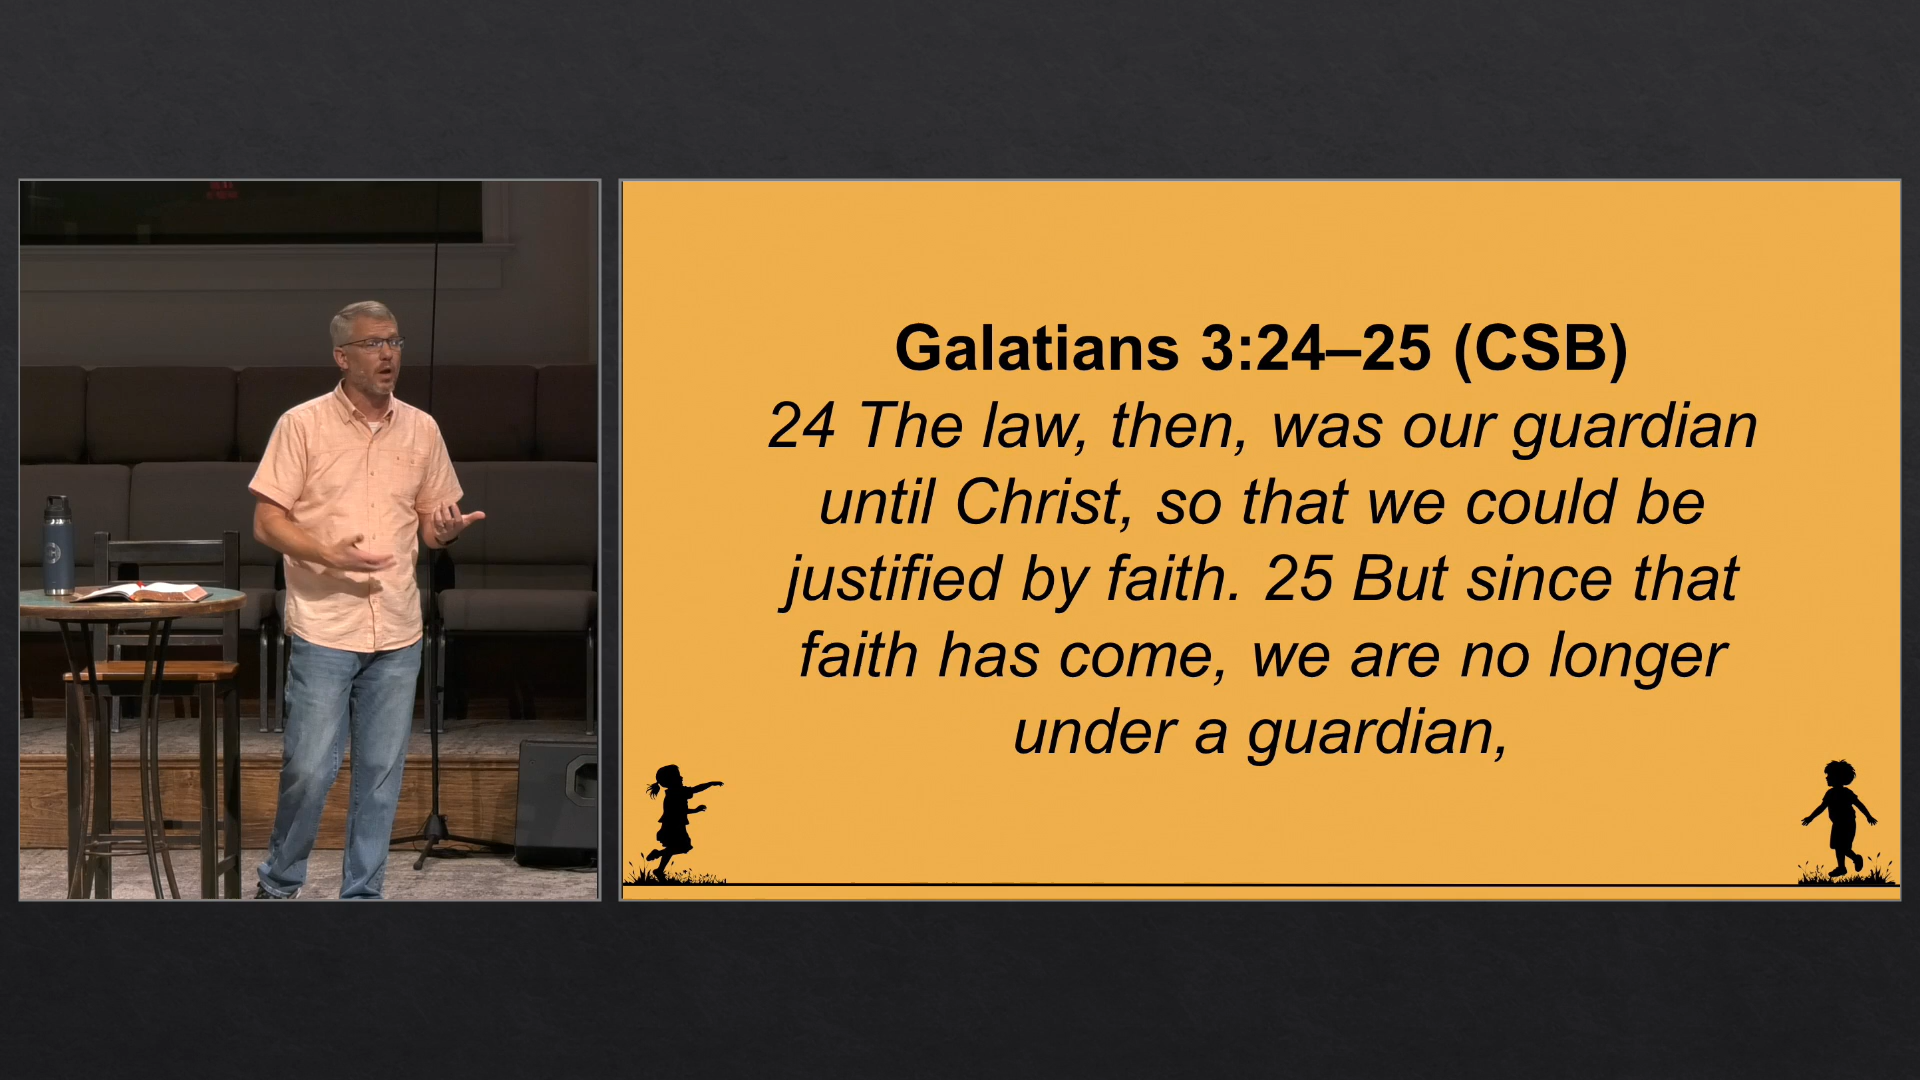 Galatians 3:24–25 (CSB)
24 The law, then, was our guardian
until Christ, so that we could be
justified by faith. 25 But since that
faith has come, we are no longer
under a guardian,